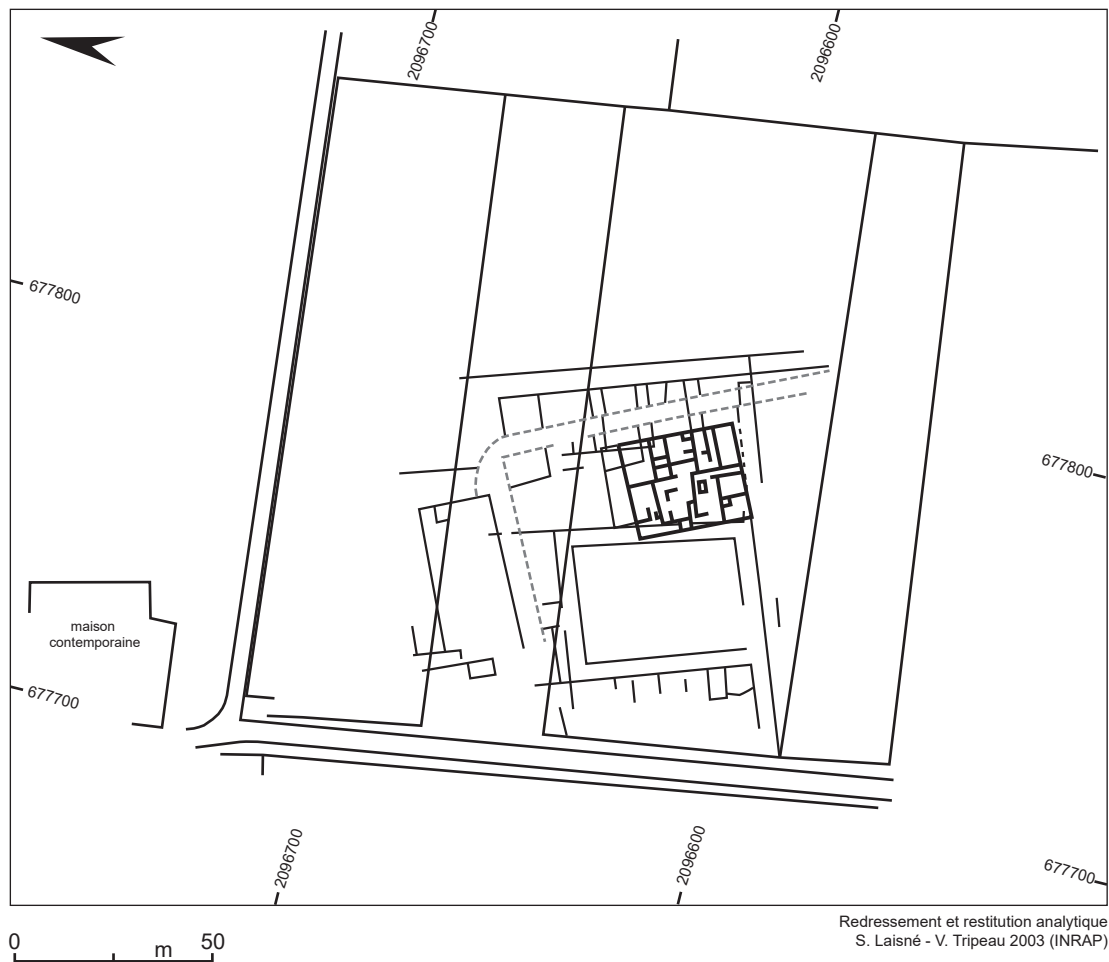 2096700
2096600
677800
677800
maison
contemporaine
677700
677700
2096700
2096600
Redressement et restitution analytique
S. Laisné - V. Tripeau 2003 (INRAP)
0 m 50